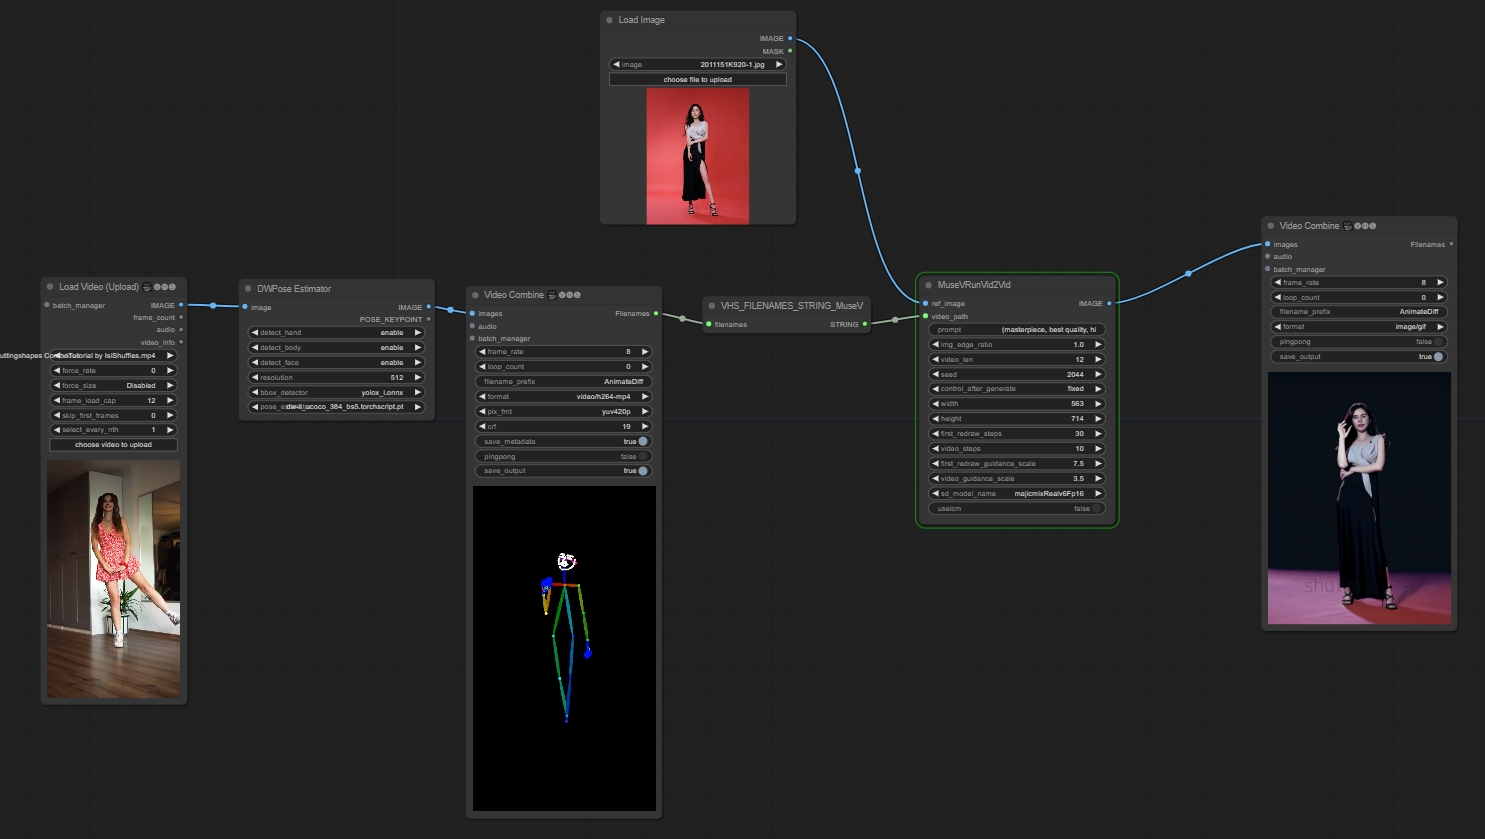 Load Image
IMAGE
MASK
image 2011151K920-1.jpg
choose file to upload
Load Video (Upload)
batch_manager IMAGE
frame_count
audio
video_info
Tutorial by IsiShuffles.mp4
force_rate 0
force_size Disabled
frame_load_cap 12
skip_first_frames 0
select_every_nth 1
choose video to upload
DWPose Estimator
image IMAGE
POSE_KEYPOINT
detect_hand enable
detect_body enable
detect_face enable
resolution 512
bbox_detector yolox_l.onnx
ucoco_384_bs5.torchscript.pt
Video Combine VHS
images Filenames
audio
batch_manager
frame_rate 8
loop_count 0
filename_prefix AnimateDiff
format video/h264-mp4
pix_fmt yuv420p
crf 19
save_metadata true
pingpong false
save_output true
VHS_FILENAMES_STRING_MuseV
filenames STRING
MuseVRunVid2Vid
ref_image IMAGE
video_path
prompt (masterpiece, best quality, hi
img_edge_ratio 1.0
video_len 12
seed 2044
control_after_generate fixed
width 563
height 714
first_redraw_steps 30
video_steps 10
first_redraw_guidance_scale 7.5
video_guidance_scale 3.5
sd_model_name majicmixRealv6Fp16
uselcm false
Video Combine VHS
images Filenames
audio
batch_manager
frame_rate 8
loop_count 0
filename_prefix AnimateDiff
format image/gif
pingpong false
save_output true